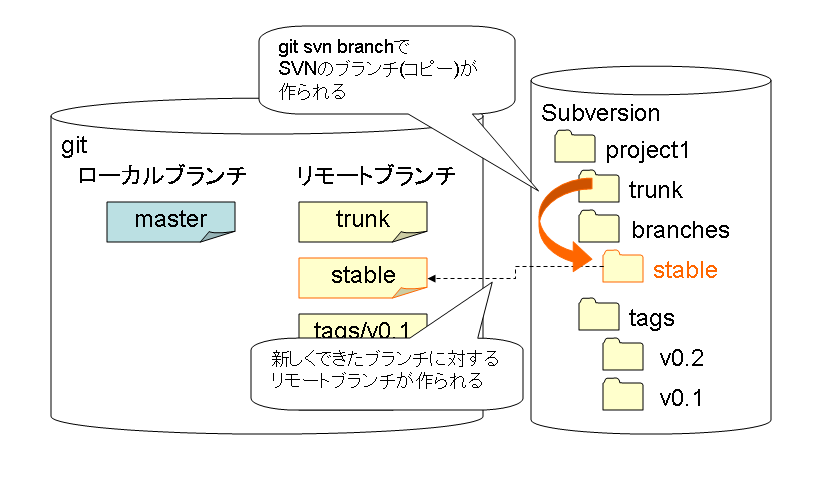 git svn branchで
SVNのブランチ(コピー)が
作られる
git
ローカルブランチ
リモートブランチ
master
trunk
stable
tags/v0.1
新しくできたブランチに対する
リモートブランチが作られる
Subversion
project1
trunk
branches
stable
tags
v0.2
v0.1